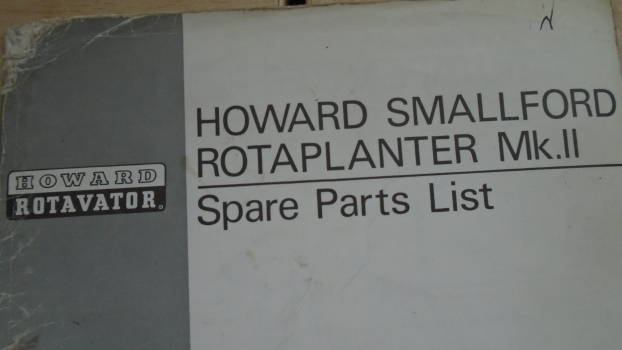 HOWARD SMALLFORD
ROTAPLANTER Mk.II
Spare Parts List
HOWARD
ROTAVATOR